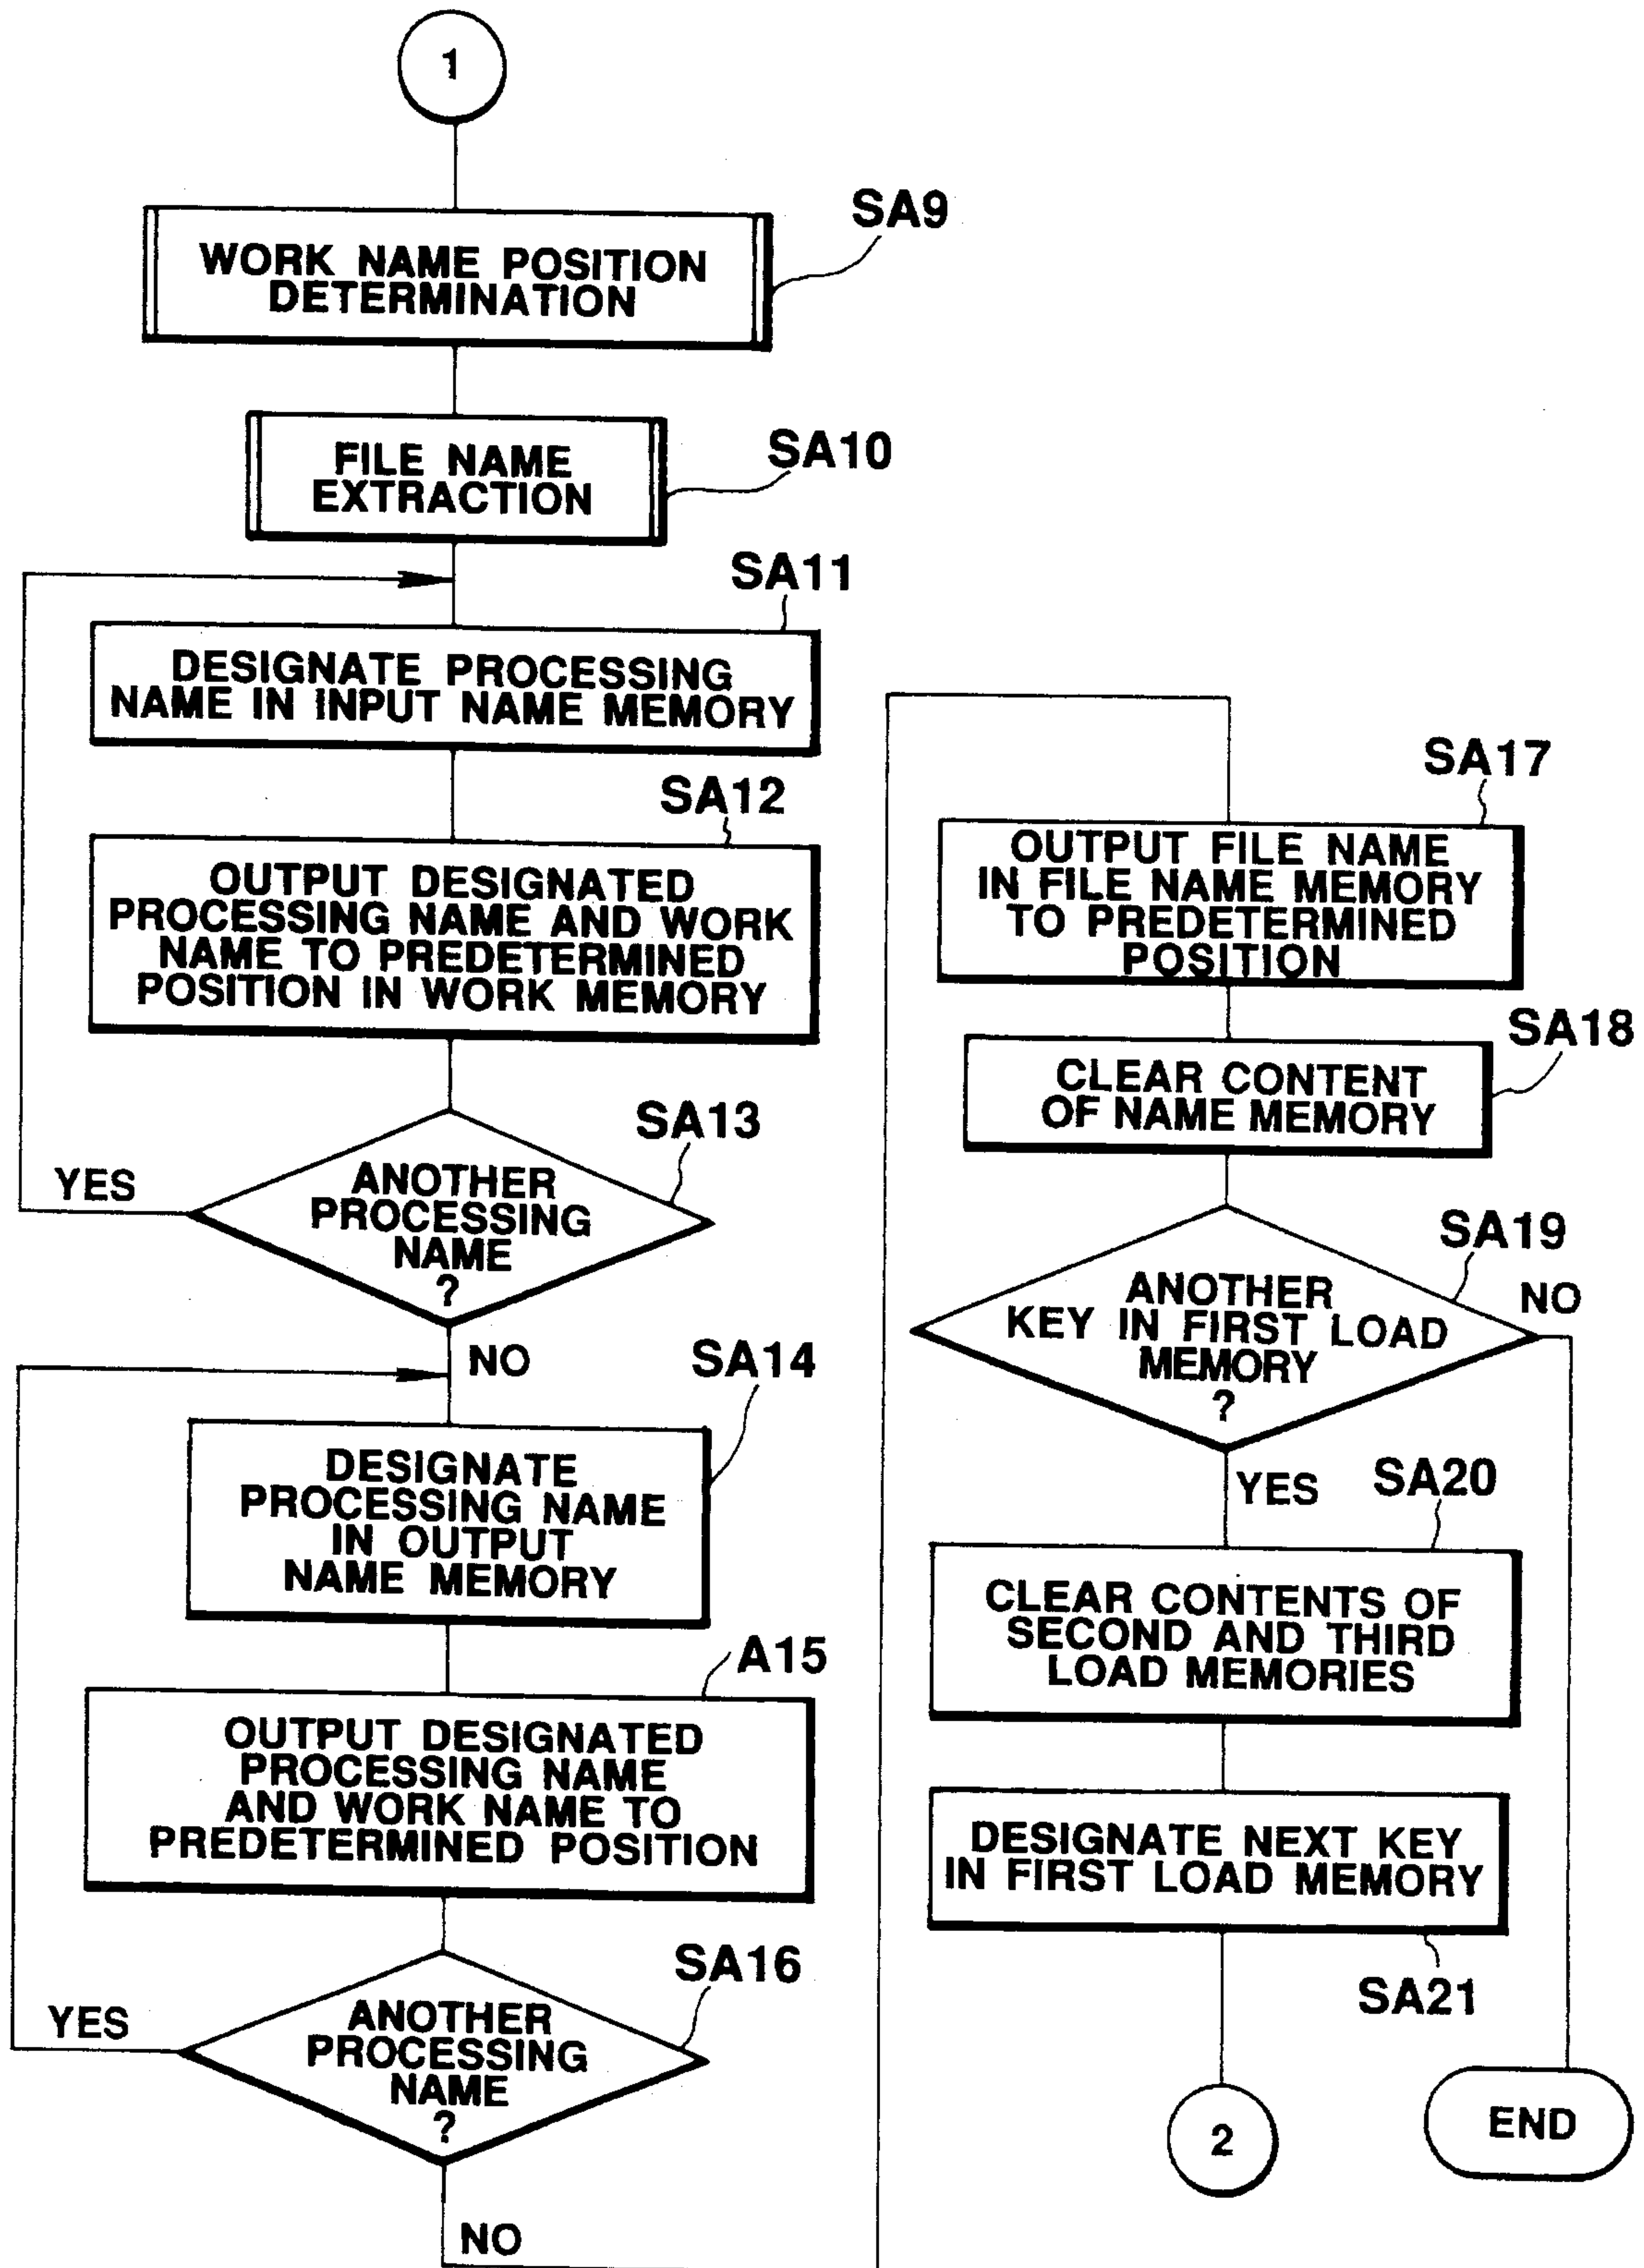 1
SA9
WORK NAME POSITION
DETERMINATION
SA10
FILE NAME
EXTRACTION
SA11
DESIGNATE PROCESSING
NAME IN INPUT NAME MEMORY
SA12
OUTPUT DESIGNATED
PROCESSING NAME AND WORK
NAME TO PREDETERMINED
POSITION IN WORK MEMORY
SA13
YES
ANOTHER
PROCESSING
NAME
?
NO
SA14
DESIGNATE
PROCESSING NAME
IN OUTPUT
NAME MEMORY
A15
OUTPUT DESIGNATED
PROCESSING NAME
AND WORK NAME TO
PREDETERMINED POSITION
SA16
YES
ANOTHER
PROCESSING
NAME
?
NO
SA17
OUTPUT FILE NAME
IN FILE NAME MEMORY
TO PREDETERMINED
POSITION
SA18
CLEAR CONTENT
OF NAME MEMORY
SA19
NO
ANOTHER
KEY IN FIRST LOAD
MEMORY
?
YES
SA20
CLEAR CONTENTS OF
SECOND AND THIRD
LOAD MEMORIES
DESIGNATE NEXT KEY
IN FIRST LOAD MEMORY
SA21
2
END